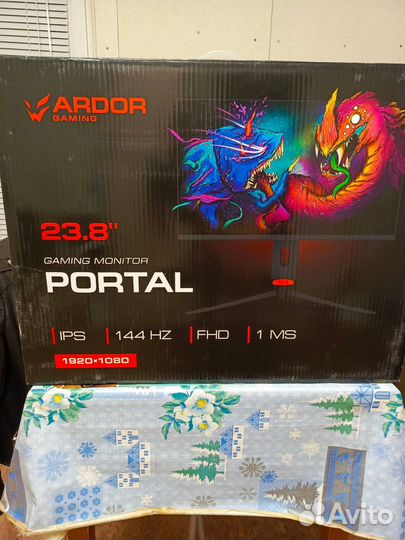 ARDOR
GAMING
23.8"
GAMING MONITOR
PORTAL
IPS
144 HZ
FHD
1 MS
1920×1080
Avito